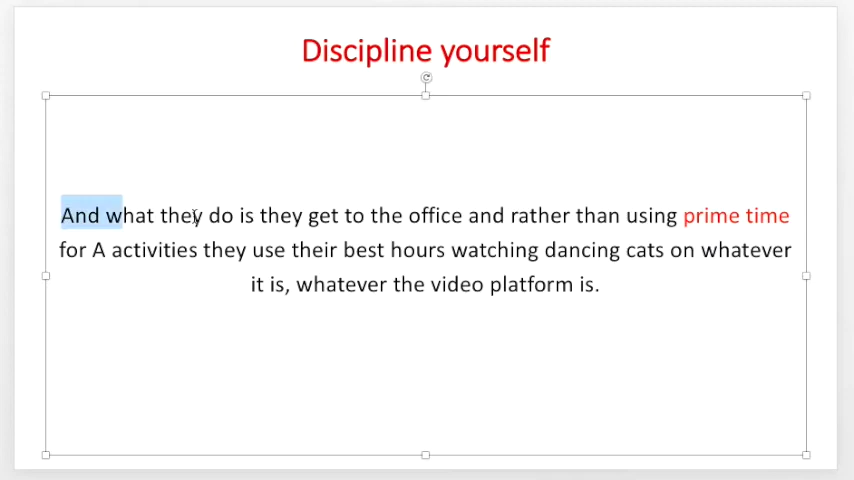 Discipline yourself
And what they do is they get to the office and rather than using prime time
for A activities they use their best hours watching dancing cats on whatever
it is, whatever the video platform is.